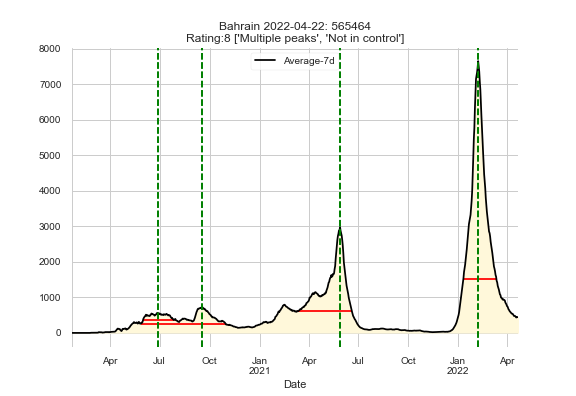 Bahrain 2022-04-22: 565464
Rating:8 ['Multiple peaks', 'Not in control']
Average-7d
8000
7000
6000
5000
4000
3000
2000
1000
0
Apr Jul Oct Jan Apr Jul Oct Jan Apr
2021 2022
Date